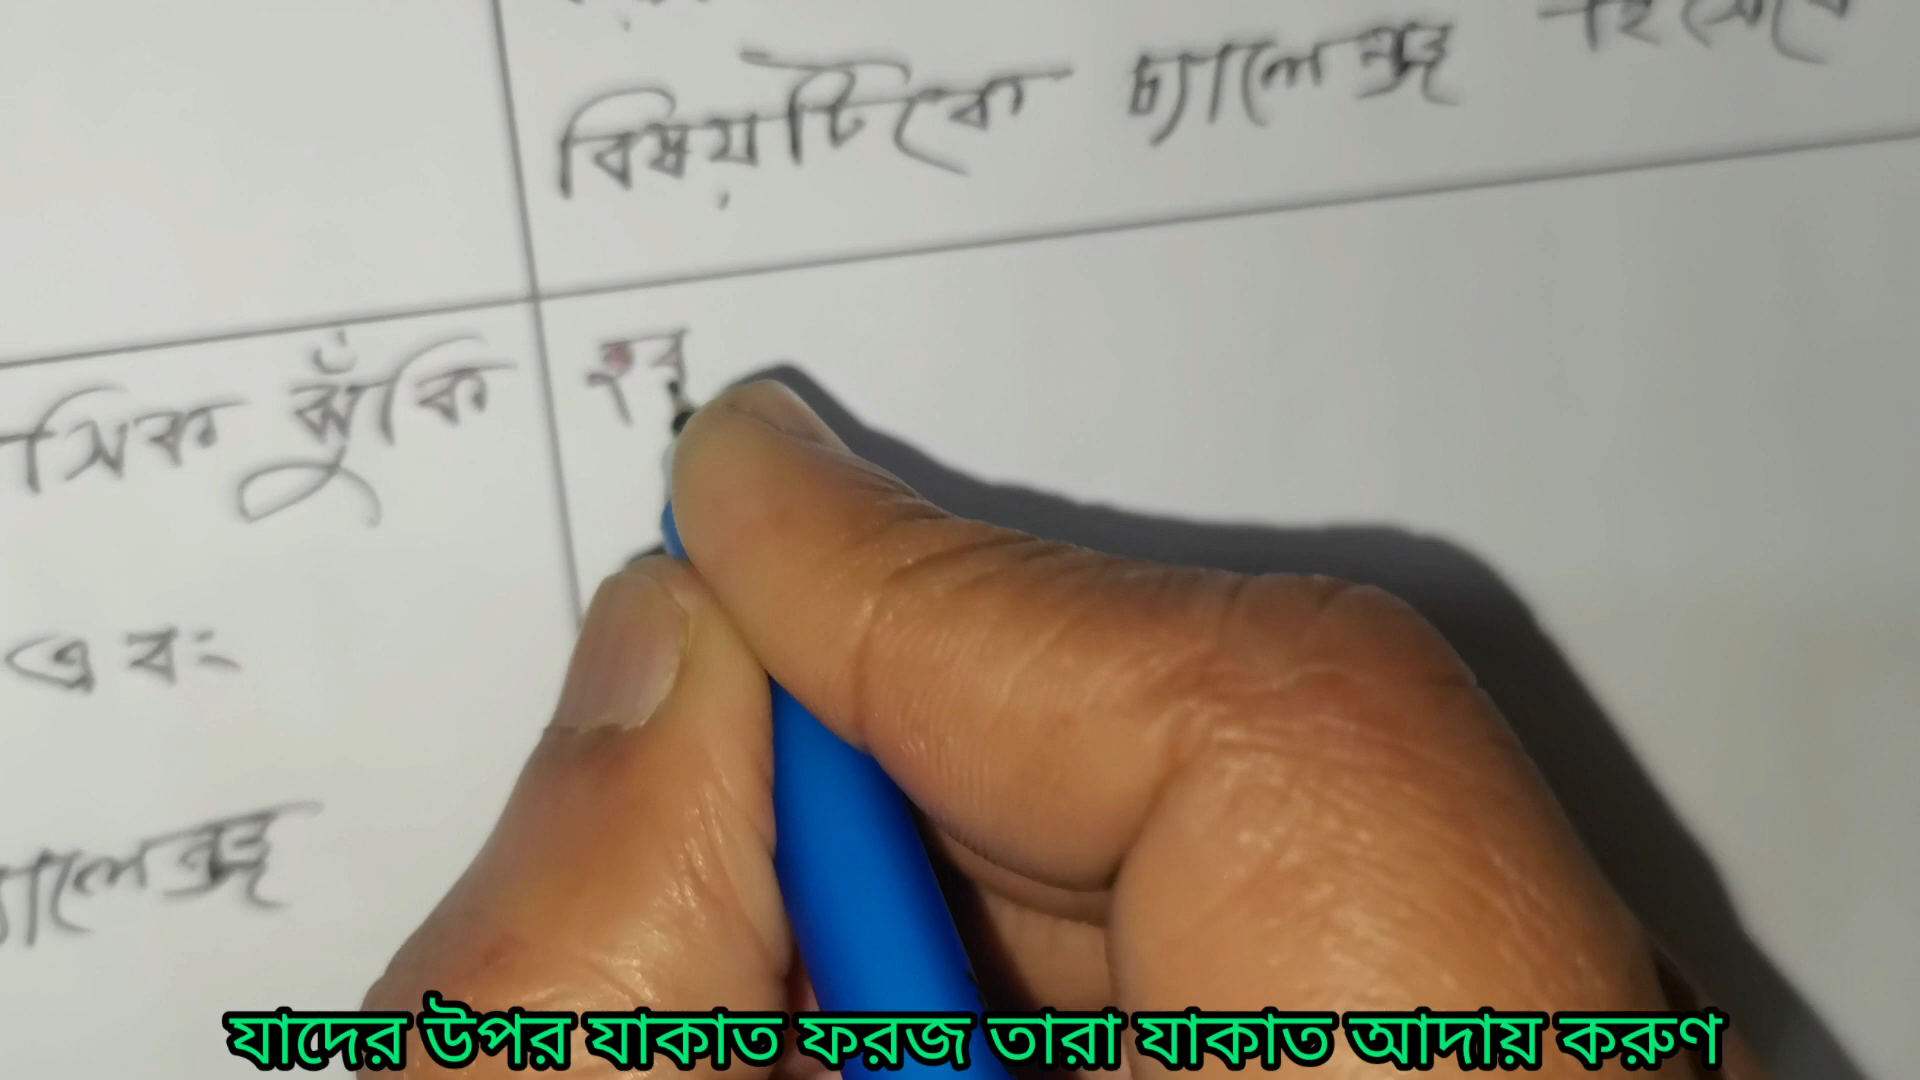 বিষয়টিকে চ্যালেঞ্জ হিসেবে
সিক ঝুঁকি
এবং
যাদের উপর যাকাত ফরজ তারা যাকাত আদায় করুণ